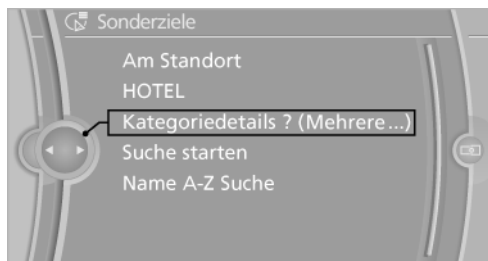 Sonderziele
Am Standort
HOTEL
Kategoriedetails ? (Mehrere...)
Suche starten
Name A-Z Suche